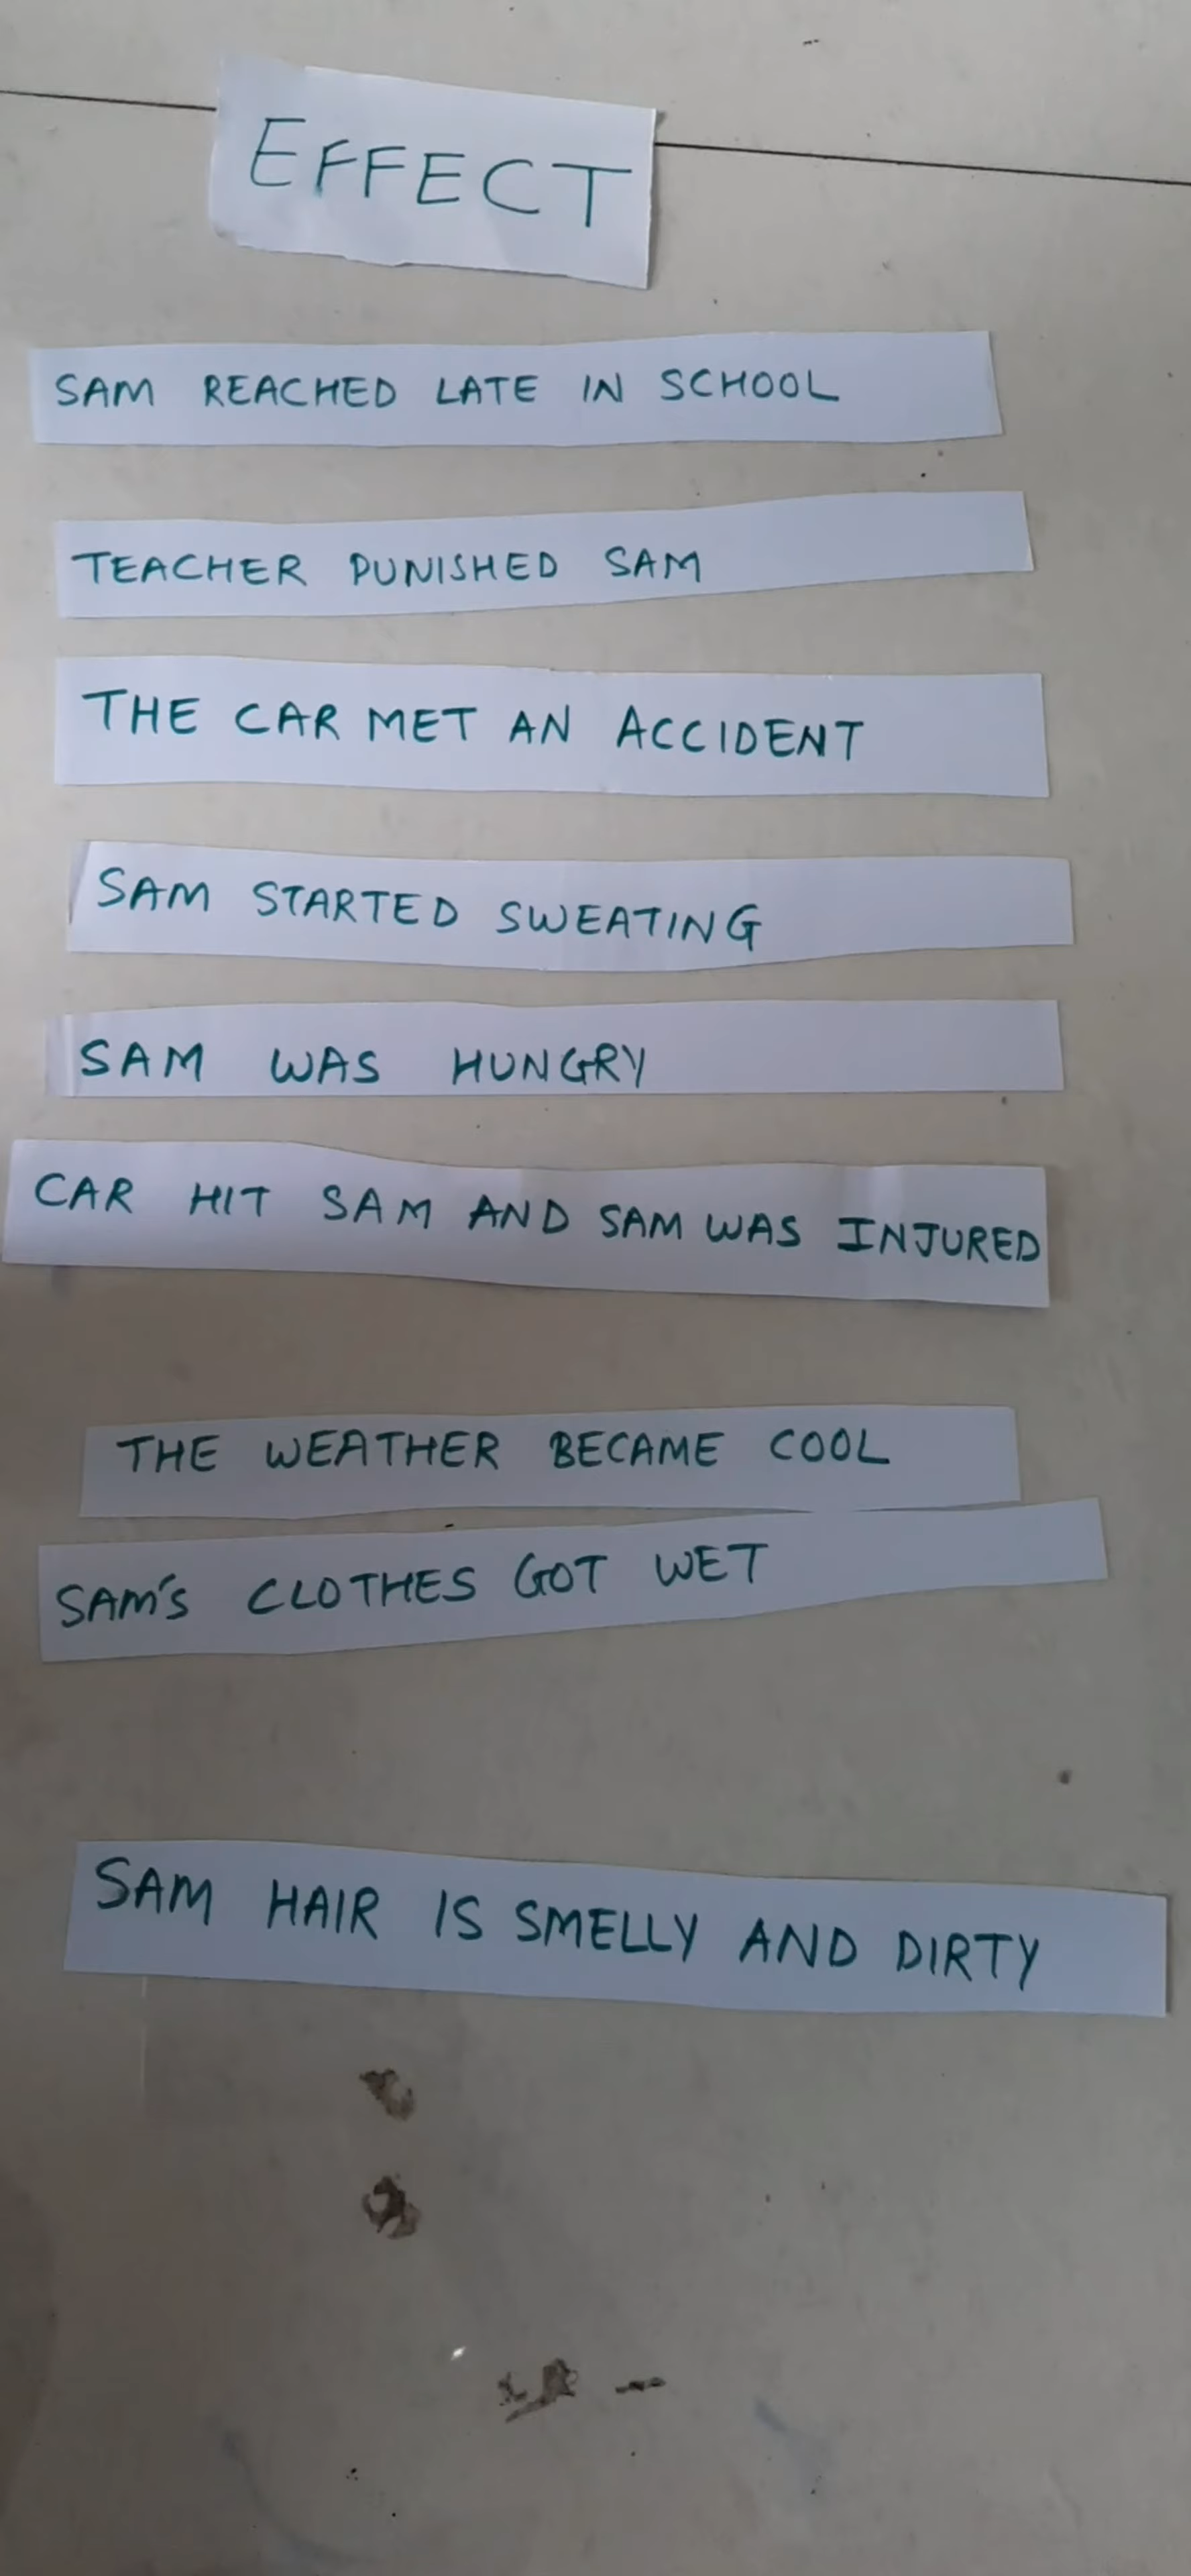 EFFECT
SAM REACHED LATE IN SCHOOL
TEACHER PUNISHED SAM
THE CAR MET AN ACCIDENT
SAM STARTED SWEATING
SAM WAS HUNGRY
CAR HIT SAM AND SAM WAS INJURED
THE WEATHER BECAME COOL
SAM'S CLOTHES GOT WET
SAM HAIR IS SMELLY AND DIRTY